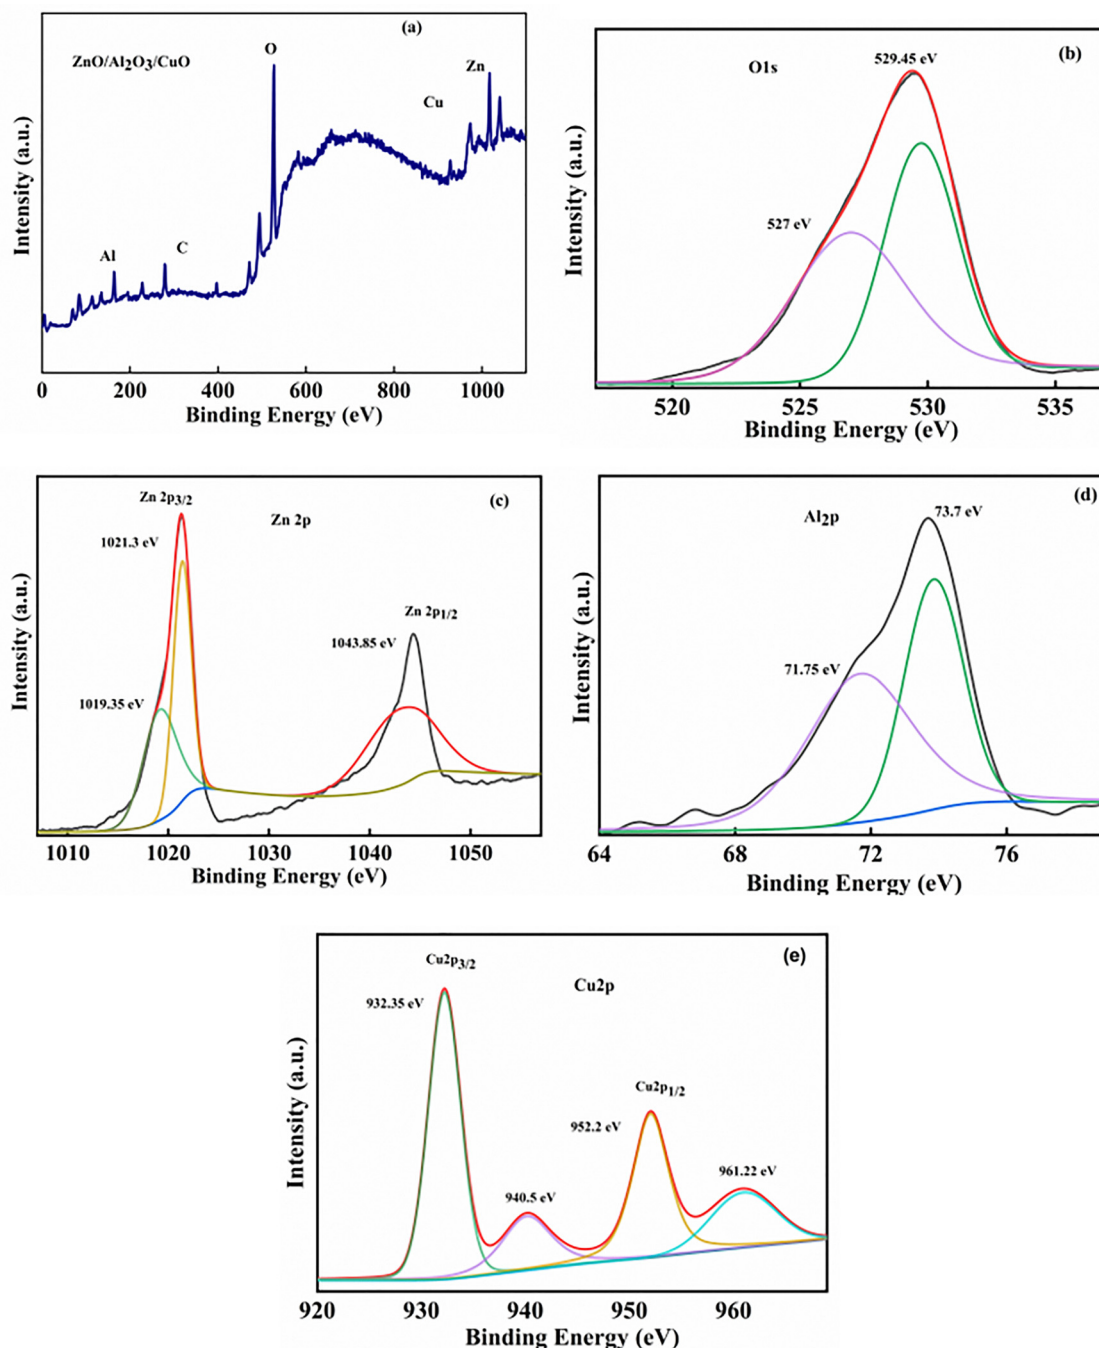 (a)
ZnO/Al2O3/CuO
O
Zn
Cu
Al
C
Intensity (a.u.)
0 200 400 600 800 1000
Binding Energy (eV)
(b)
O1s
529.45 eV
527 eV
Intensity (a.u.)
520 525 530 535
Binding Energy (eV)
(c)
Zn 2p3/2
Zn 2p
1021.3 eV
Zn 2p1/2
1043.85 eV
1019.35 eV
Intensity (a.u.)
1010 1020 1030 1040 1050
Binding Energy (eV)
(d)
Al2p
73.7 eV
71.75 eV
Intensity (a.u.)
64 68 72 76
Binding Energy (eV)
(e)
Cu2p3/2
Cu2p
932.35 eV
Cu2p1/2
952.2 eV
961.22 eV
940.5 eV
Intensity (a.u.)
920 930 940 950 960
Binding Energy (eV)